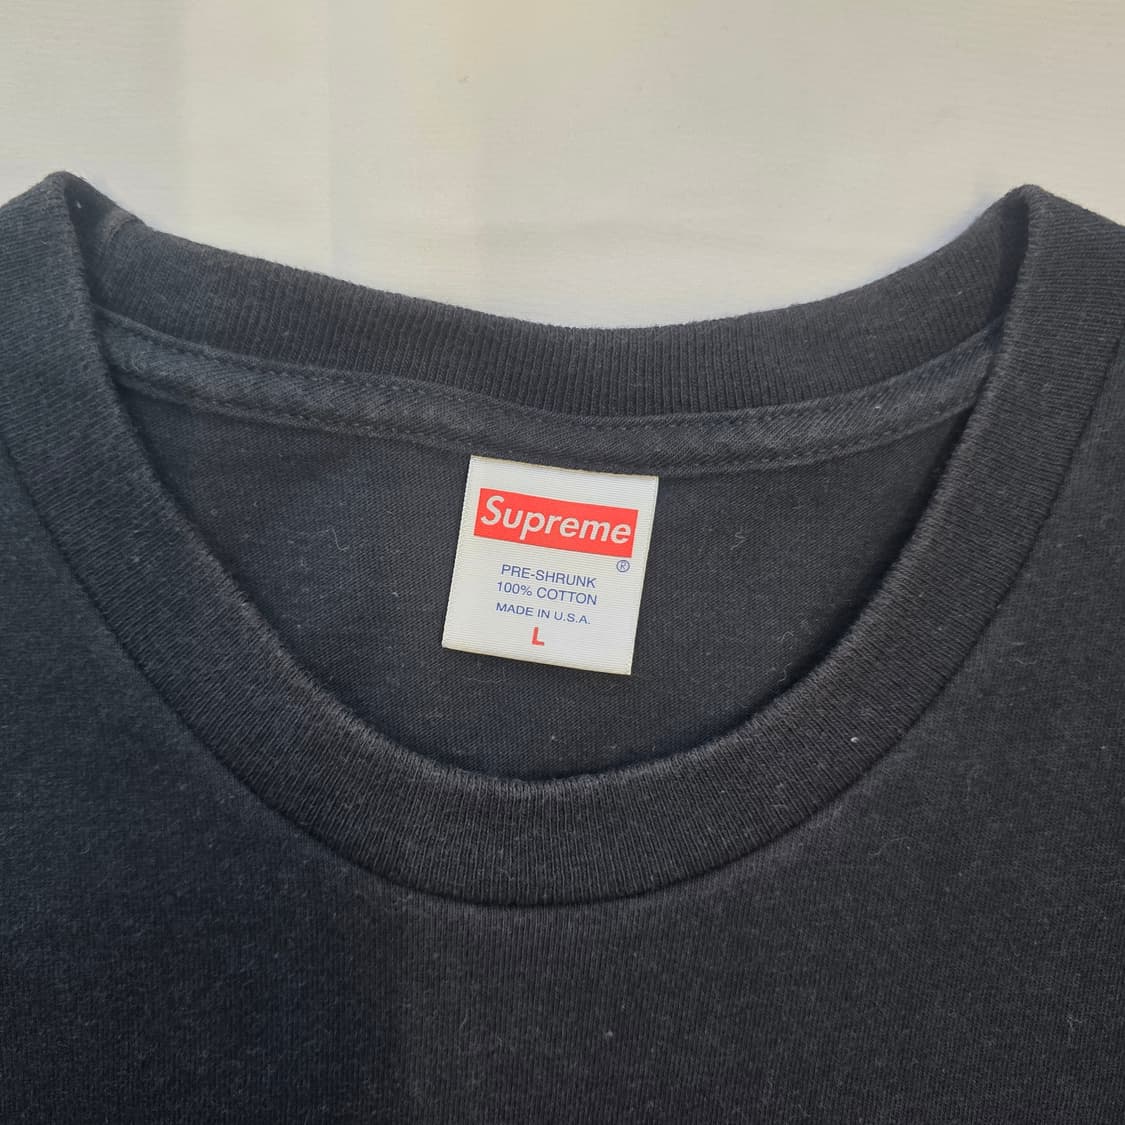 Supreme
®
PRE-SHRUNK
100% COTTON
MADE IN U.S.A.
L